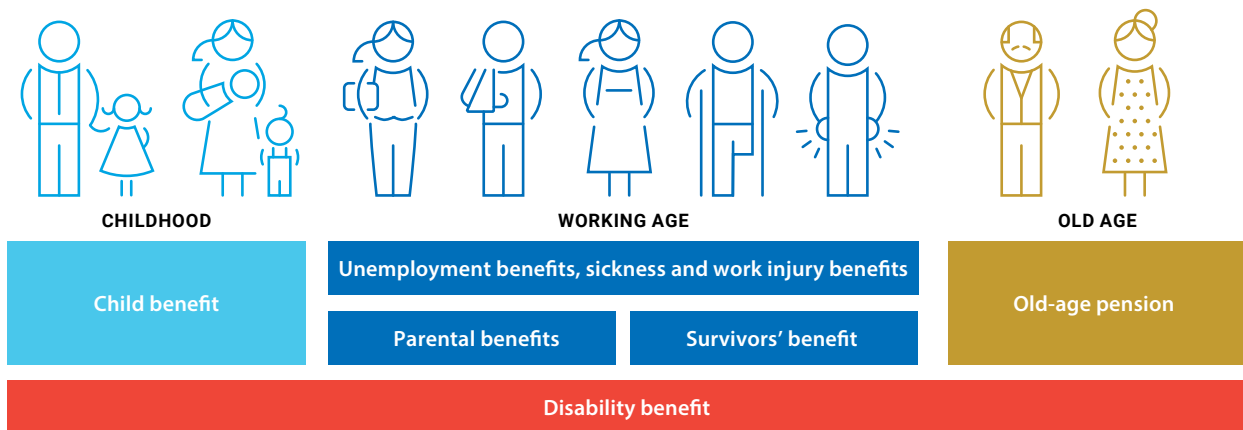 CHILDHOOD
WORKING AGE
OLD AGE
Child benefit
Unemployment benefits, sickness and work injury benefits
Parental benefits
Survivors’ benefit
Old-age pension
Disability benefit